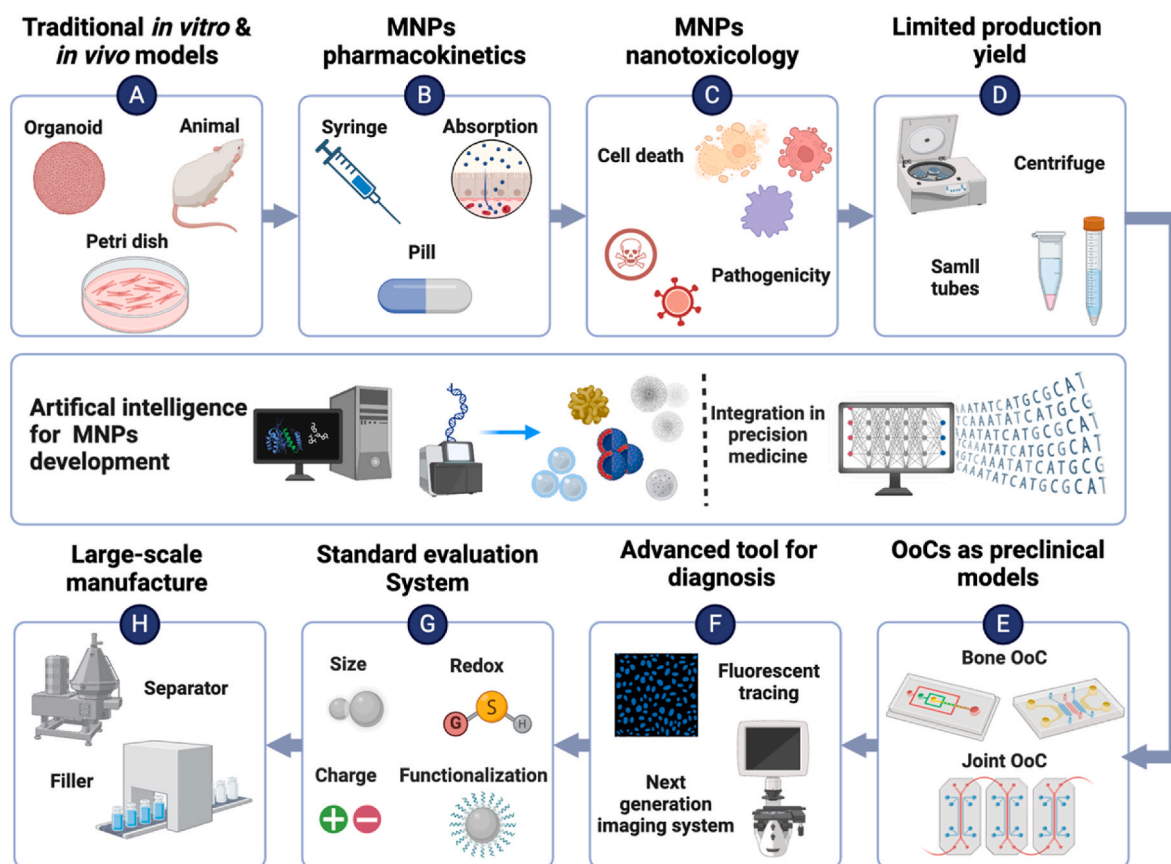 Traditional in vitro &
in vivo models
A
Organoid
Animal
Petri dish
MNPs
pharmacokinetics
B
Syringe
Absorption
Pill
MNPs
nanotoxicology
C
Cell death
Pathogenicity
Limited production
yield
D
Centrifuge
Samll
tubes
Artifical intelligence
for MNPs
development
Integration in
precision
medicine
AATATCATGCGCAT
TCAAATATCATGCG
AAATATCATGCGCAT
TCAAATATCATGCG
AGTCAAATATCATGCG
CAAATATCATGCGCAT
Large-scale
manufacture
H
Separator
Filler
Standard evaluation
System
G
Size
Redox
G
S
H
Charge
Functionalization
Advanced tool for
diagnosis
F
Fluorescent
tracing
Next
generation
imaging system
OoCs as preclinical
models
E
Bone OoC
Joint OoC